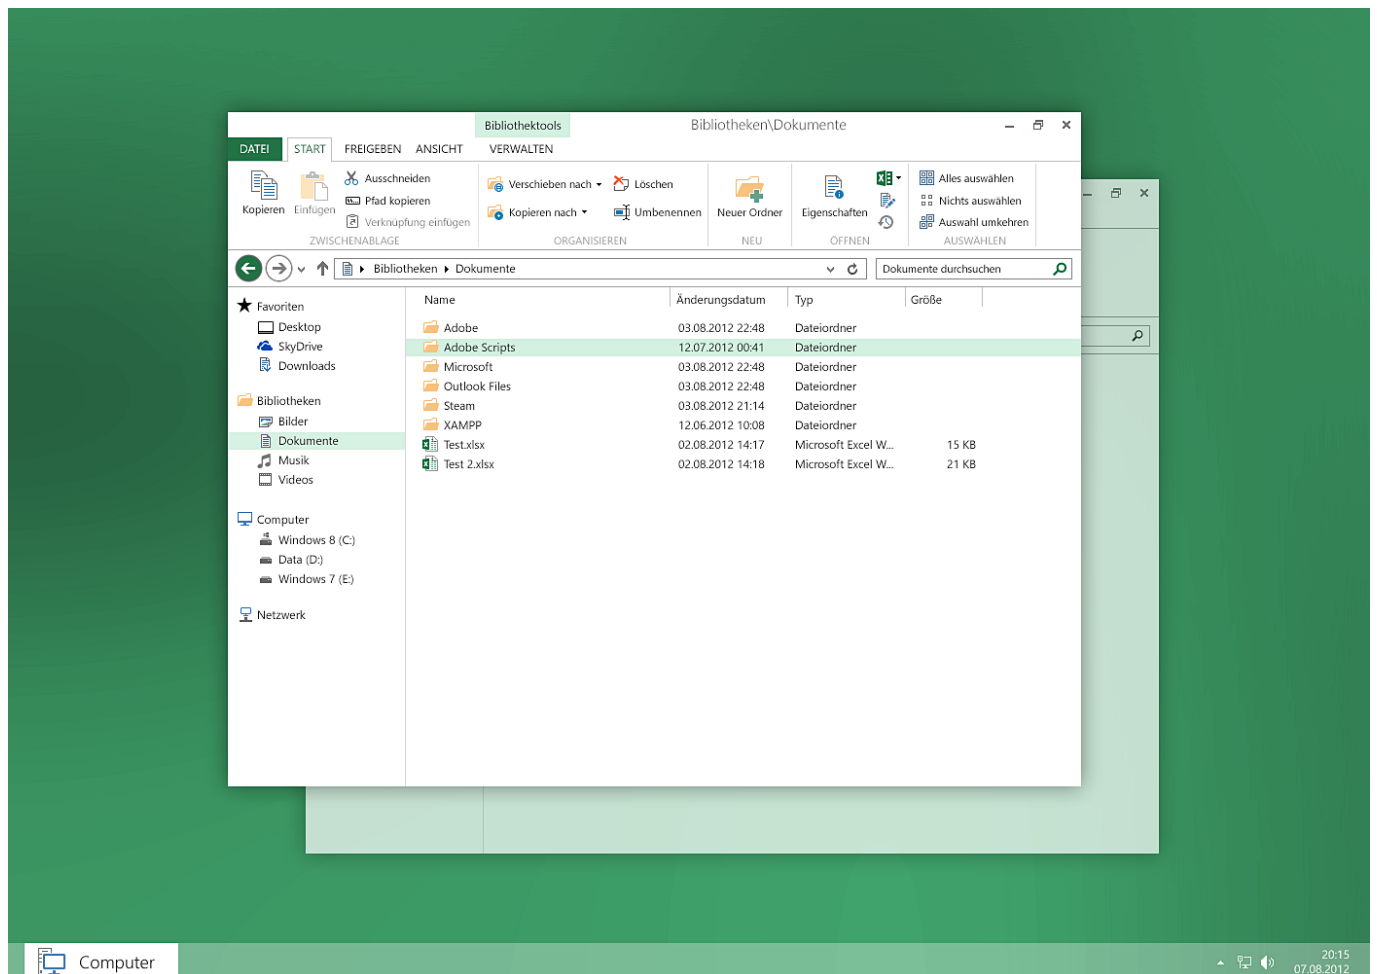 Bibliothektools
Bibliotheken\Dokumente
DATEI START FREIGEBEN ANSICHT VERWALTEN
Kopieren
Einfügen
Ausschneiden
Pfad kopieren
Verknüpfung einfügen
ZWISCHENABLAGE
Verschieben nach
Kopieren nach
Löschen
Umbenennen
ORGANISIEREN
Neuer Ordner
NEU
Eigenschaften
ÖFFNEN
Alles auswählen
Nichts auswählen
Auswahl umkehren
AUSWÄHLEN
Bibliotheken Dokumente
Dokumente durchsuchen
Favoriten
Desktop
SkyDrive
Downloads
Bibliotheken
Bilder
Dokumente
Musik
Videos
Computer
Windows 8 (C:)
Data (D:)
Windows 7 (E:)
Netzwerk
Name Änderungsdatum Typ Größe
Adobe 03.08.2012 22:48 Dateiordner
Adobe Scripts 12.07.2012 00:41 Dateiordner
Microsoft 03.08.2012 22:48 Dateiordner
Outlook Files 03.08.2012 22:48 Dateiordner
Steam 03.08.2012 21:14 Dateiordner
XAMPP 12.06.2012 10:08 Dateiordner
Test.xlsx 02.08.2012 14:17 Microsoft Excel W... 15 KB
Test 2.xlsx 02.08.2012 14:18 Microsoft Excel W... 21 KB
Computer
20:15
07.08.2012